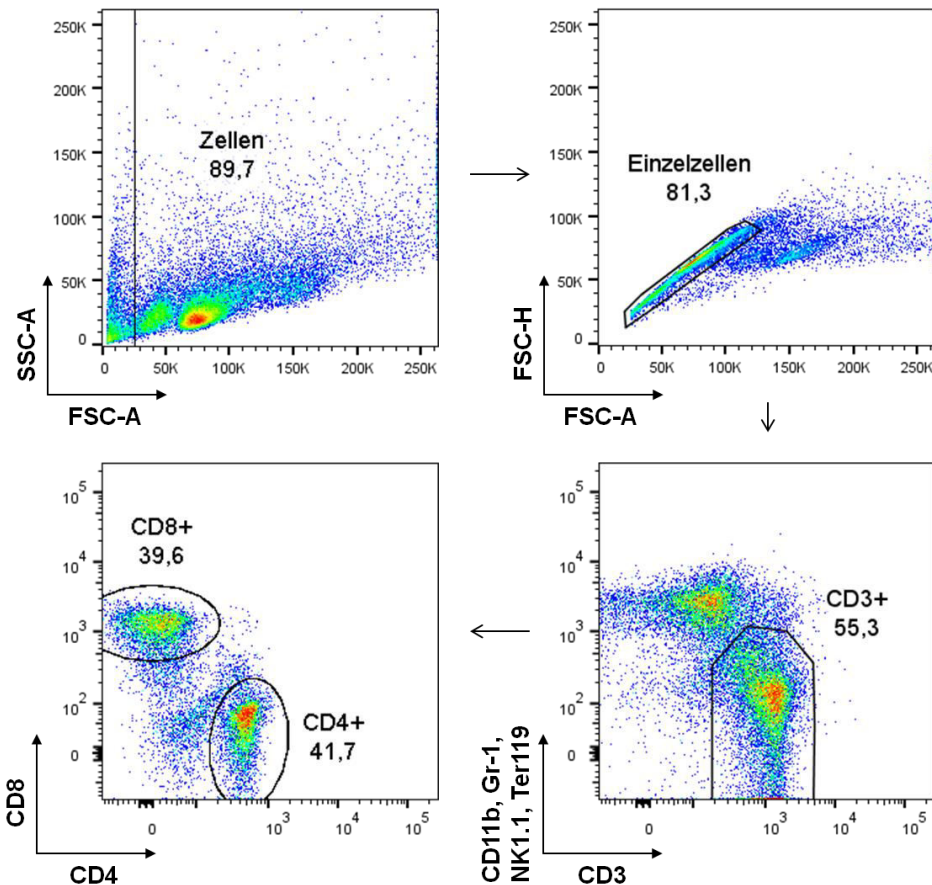 250K
200K
150K
100K
50K
0
Zellen
89,7
0
50K
100K
150K
200K
250K
SSC-A
FSC-A
250K
200K
150K
100K
50K
0
Einzelzellen
81,3
0
50K
100K
150K
200K
250K
FSC-H
FSC-A
10^5
10^4
10^3
10^2
0
CD8+
39,6
CD4+
41,7
0
10^3
10^4
10^5
CD8
CD4
10^5
10^4
10^3
10^2
0
CD3+
55,3
0
10^3
10^4
10^5
CD11b, Gr-1,
NK1.1, Ter119
CD3